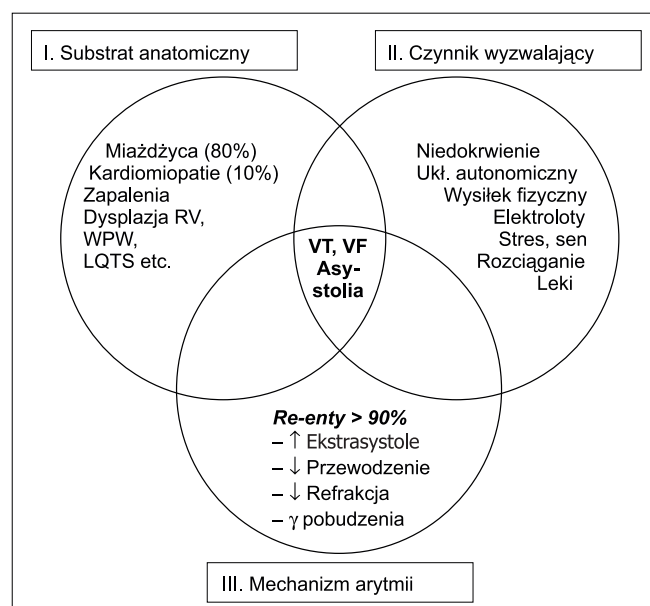 I. Substrat anatomiczny
II. Czynnik wyzwalający
Miażdżyca (80%)
Kardiomiopatie (10%)
Zapalenia
Dysplazja RV,
WPW,
LQTS etc.
Niedokrwienie
Ukł. autonomiczny
Wysiłek fizyczny
Elektroloty
Stres, sen
Rozciąganie
Leki
VT, VF
Asy-
stolia
Re-enty > 90%
– ↑ Ekstrasystole
– ↓ Przewodzenie
– ↓ Refrakcja
– γ pobudzenia
III. Mechanizm arytmii